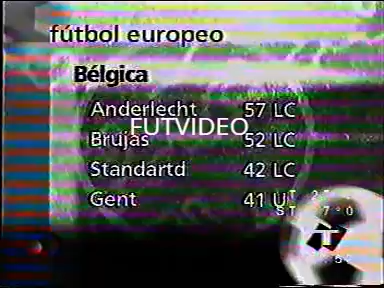 fútbol europeo
Bélgica
Anderlecht 57 LC
FUTVIDEO
Brujas 52 LC
Standartd 42 LC
Gent 41 U
T